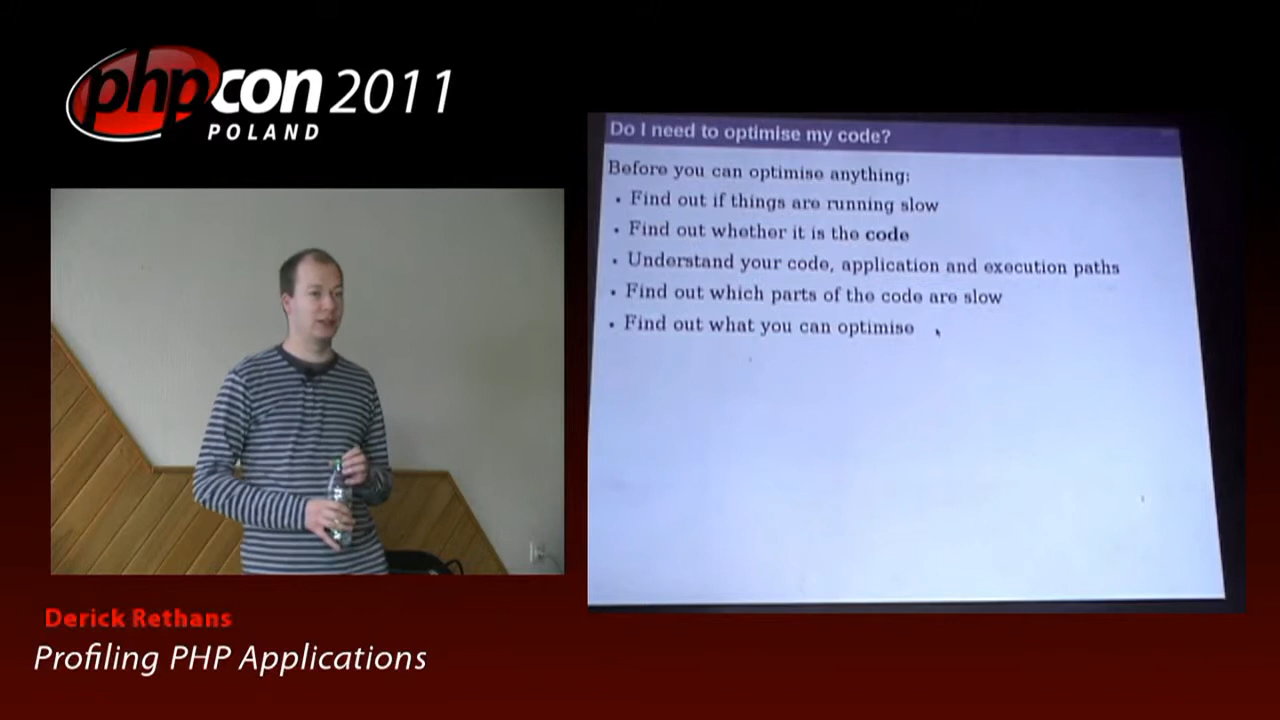 phpcon 2011
POLAND
Do I need to optimise my code?
Before you can optimise anything:
• Find out if things are running slow
• Find out whether it is the code
• Understand your code, application and execution paths
• Find out which parts of the code are slow
• Find out what you can optimise
Derick Rethans
Profiling PHP Applications